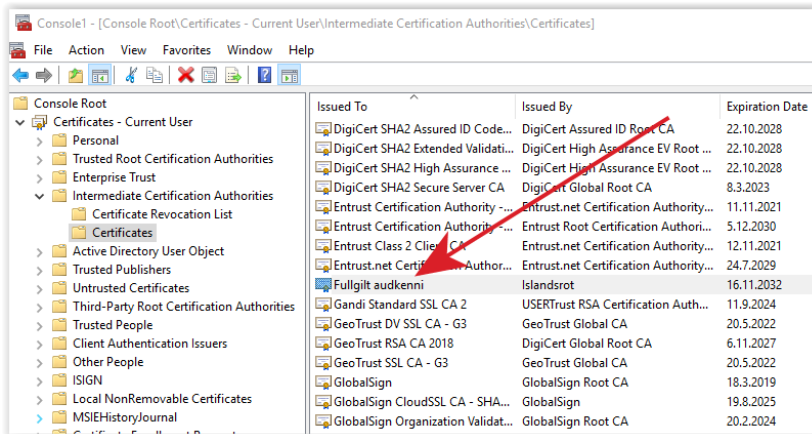 Console1 - [Console Root\Certificates - Current User\Intermediate Certification Authorities\Certificates]
File Action View Favorites Window Help
Console Root
Certificates - Current User
Personal
Trusted Root Certification Authorities
Enterprise Trust
Intermediate Certification Authorities
Certificate Revocation List
Certificates
Active Directory User Object
Trusted Publishers
Untrusted Certificates
Third-Party Root Certification Authorities
Trusted People
Client Authentication Issuers
Other People
ISIGN
Local NonRemovable Certificates
MSIEHistoryJournal
Issued To Issued By Expiration Date
DigiCert SHA2 Assured ID Code... DigiCert Assured ID Root CA 22.10.2028
DigiCert SHA2 Extended Validati... DigiCert High Assurance EV Root ... 22.10.2028
DigiCert SHA2 High Assurance ... DigiCert High Assurance EV Root ... 22.10.2028
DigiCert SHA2 Secure Server CA DigiCert Global Root CA 8.3.2023
Entrust Certification Authority -... Entrust.net Certification Authority... 11.11.2021
Entrust Certification Authority -... Entrust Root Certification Authori... 5.12.2030
Entrust Class 2 Client CA Entrust.net Certification Authority... 12.11.2021
Entrust.net Certification Author... Entrust.net Certification Authority... 24.7.2029
Fullgilt audkenni Islandsrot 16.11.2032
Gandi Standard SSL CA 2 USERTrust RSA Certification Auth... 11.9.2024
GeoTrust DV SSL CA - G3 GeoTrust Global CA 20.5.2022
GeoTrust RSA CA 2018 DigiCert Global Root CA 6.11.2027
GeoTrust SSL CA - G3 GeoTrust Global CA 20.5.2022
GlobalSign GlobalSign Root CA 18.3.2019
GlobalSign CloudSSL CA - SHA... GlobalSign 19.8.2025
GlobalSign Organization Validat... GlobalSign Root CA 20.2.2024